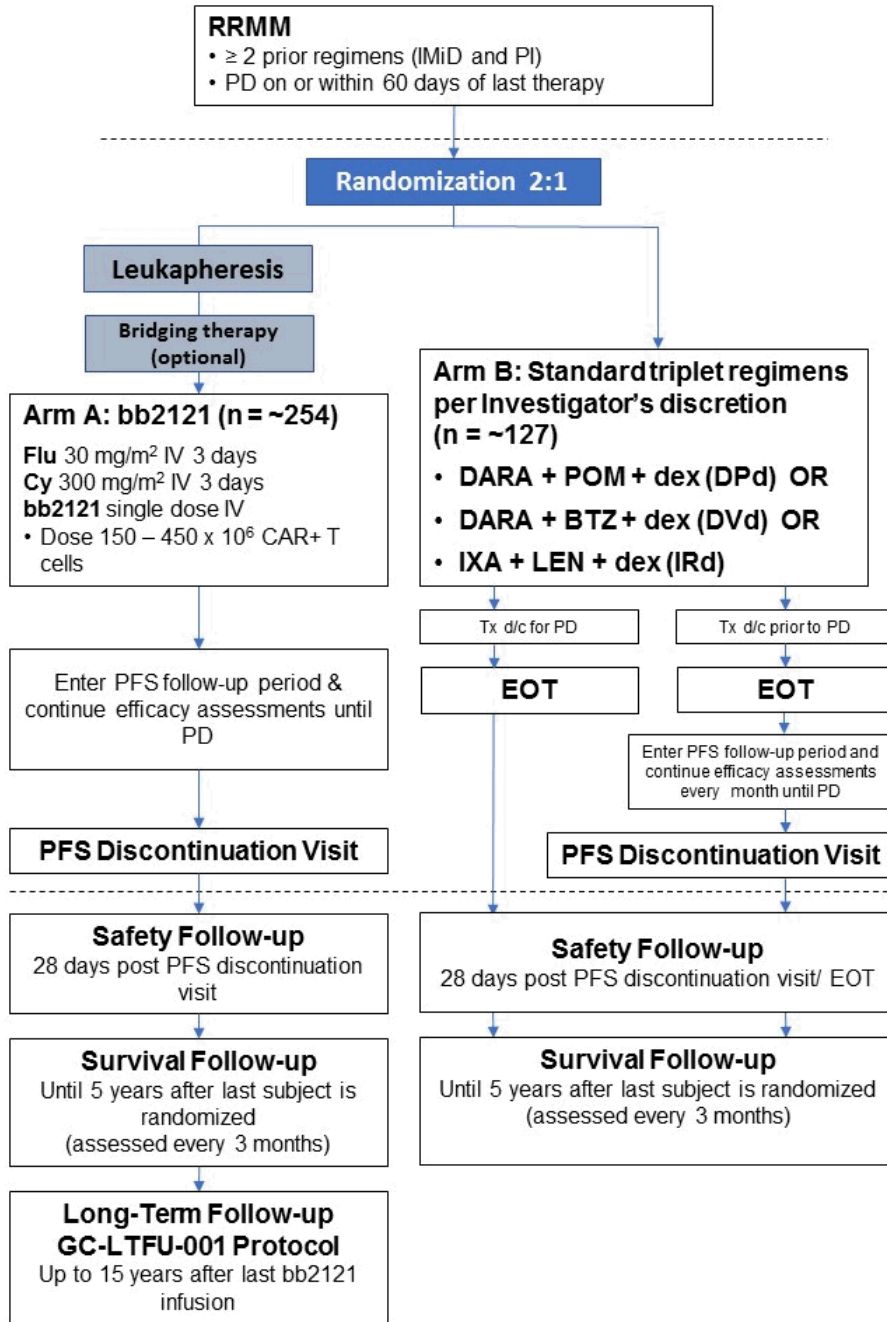 RRMM
• ≥ 2 prior regimens (IMiD and PI)
• PD on or within 60 days of last therapy
Randomization 2:1
Leukapheresis
Bridging therapy
(optional)
Arm A: bb2121 (n = ~254)
Flu 30 mg/m² IV 3 days
Cy 300 mg/m² IV 3 days
bb2121 single dose IV
• Dose 150 – 450 x 10⁶ CAR+ T
cells
Enter PFS follow-up period &
continue efficacy assessments until
PD
PFS Discontinuation Visit
Safety Follow-up
28 days post PFS discontinuation
visit
Survival Follow-up
Until 5 years after last subject is
randomized
(assessed every 3 months)
Long-Term Follow-up
GC-LTFU-001 Protocol
Up to 15 years after last bb2121
infusion
Arm B: Standard triplet regimens
per Investigator's discretion
(n = ~127)
• DARA + POM + dex (DPd) OR
• DARA + BTZ + dex (DVd) OR
• IXA + LEN + dex (IRd)
Tx d/c for PD
EOT
Tx d/c prior to PD
EOT
Enter PFS follow-up period and
continue efficacy assessments
every month until PD
PFS Discontinuation Visit
Safety Follow-up
28 days post PFS discontinuation visit/ EOT
Survival Follow-up
Until 5 years after last subject is randomized
(assessed every 3 months)